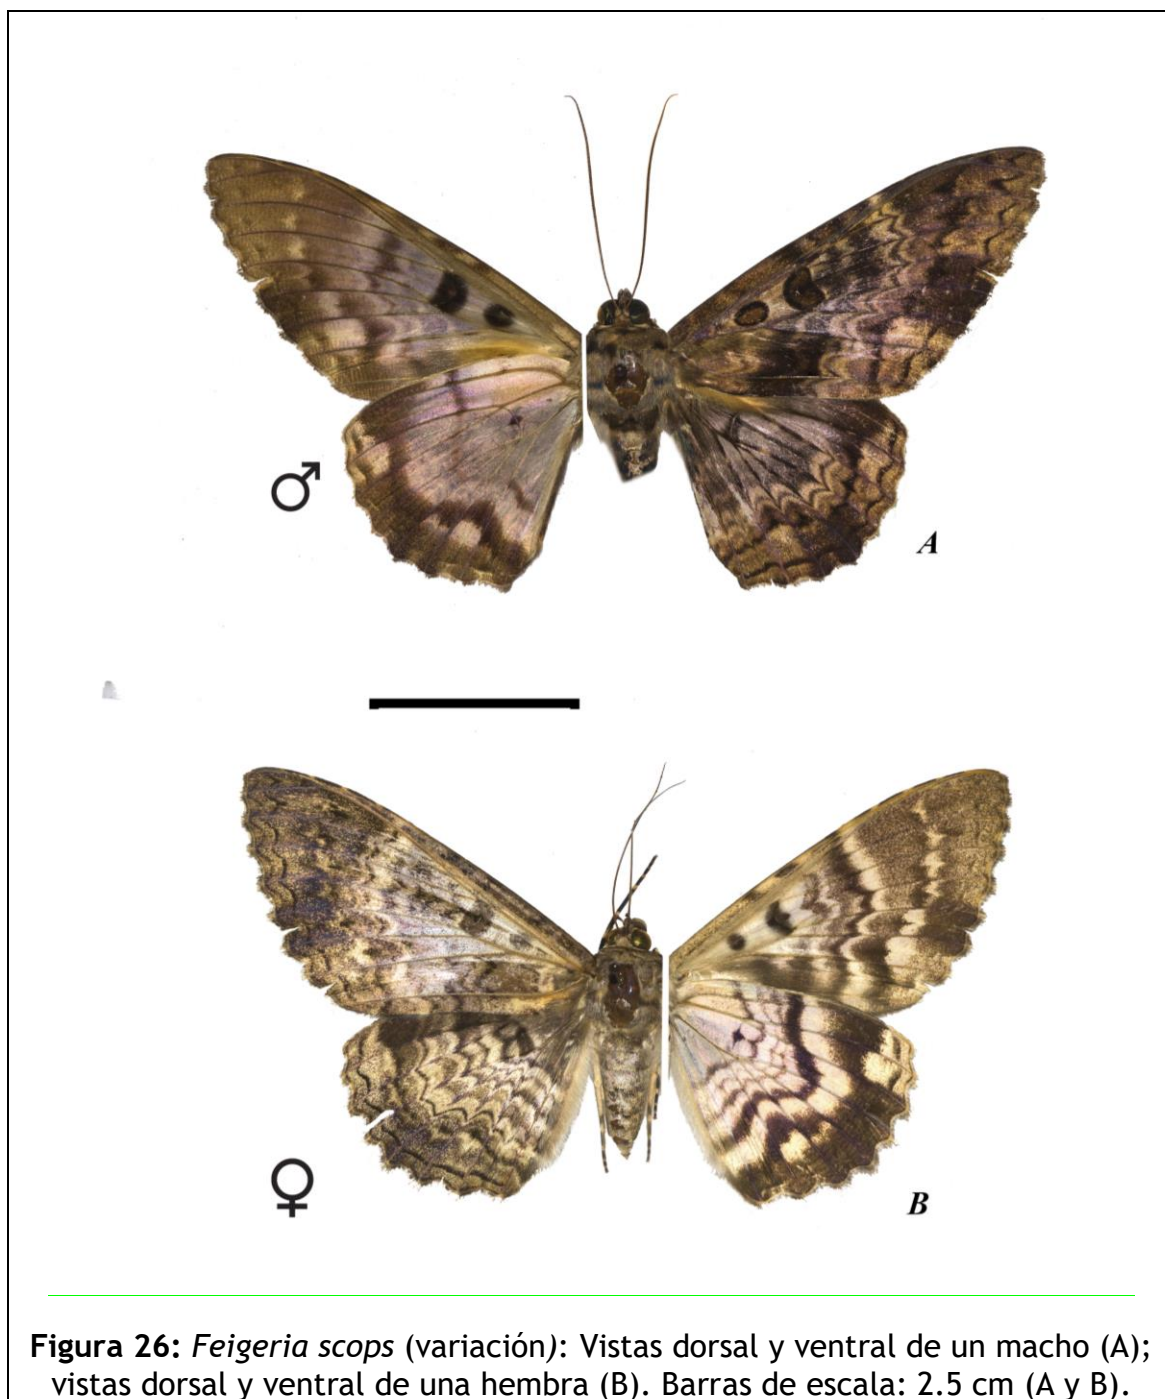 ♂
A
♀
B
Figura 26: Feigeria scops (variación): Vistas dorsal y ventral de un macho (A);
vistas dorsal y ventral de una hembra (B). Barras de escala: 2.5 cm (A y B).